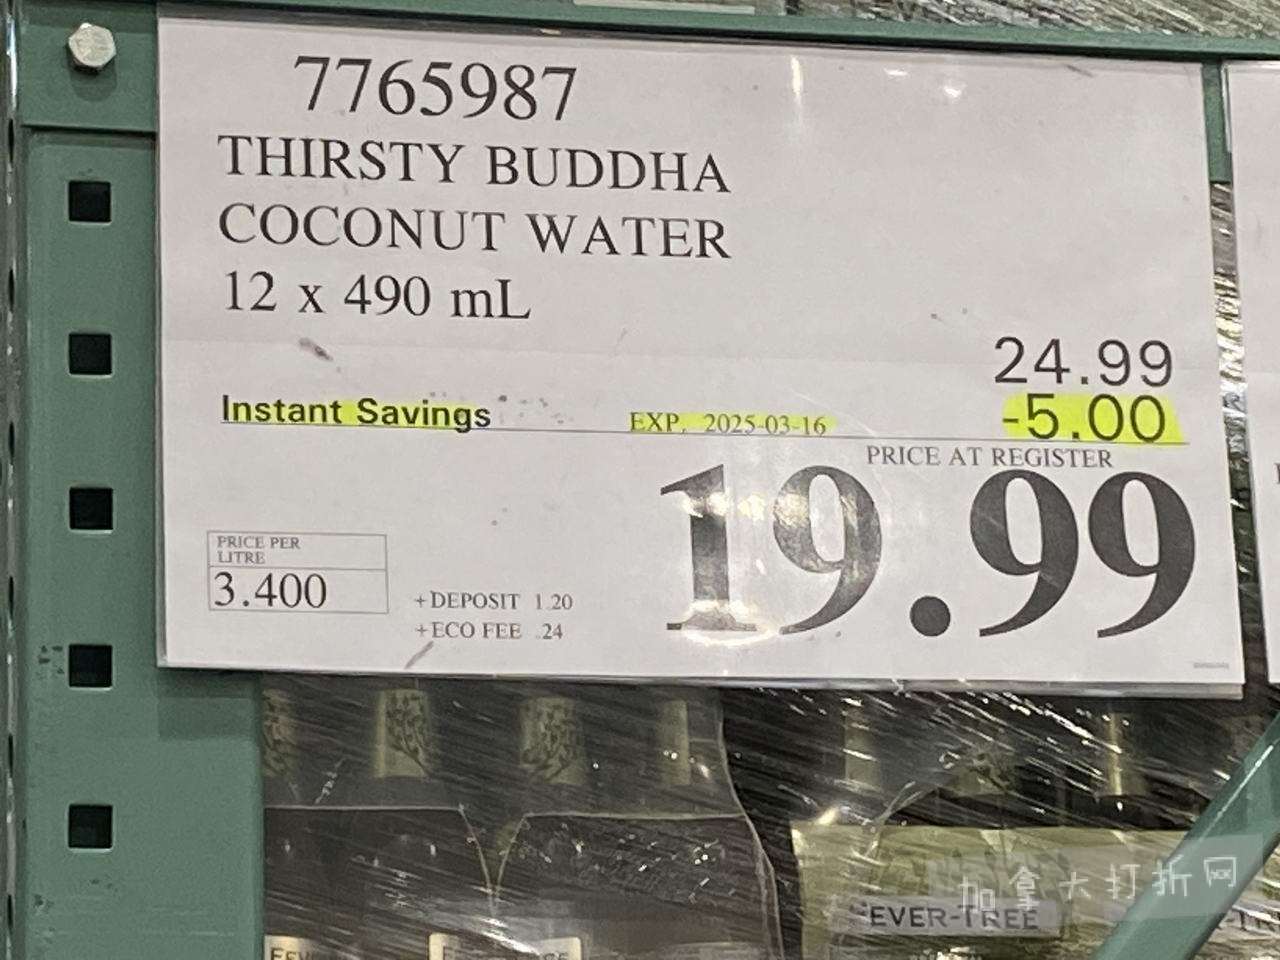 7765987
THIRSTY BUDDHA
COCONUT WATER
12 x 490 mL
24.99
Instant Savings EXP. 2025-03-16 -5.00
PRICE AT REGISTER
19.99
PRICE PER
LITRE
3.400
+DEPOSIT 1.20
+ECO FEE .24
加拿大打折网
EVER-TREE